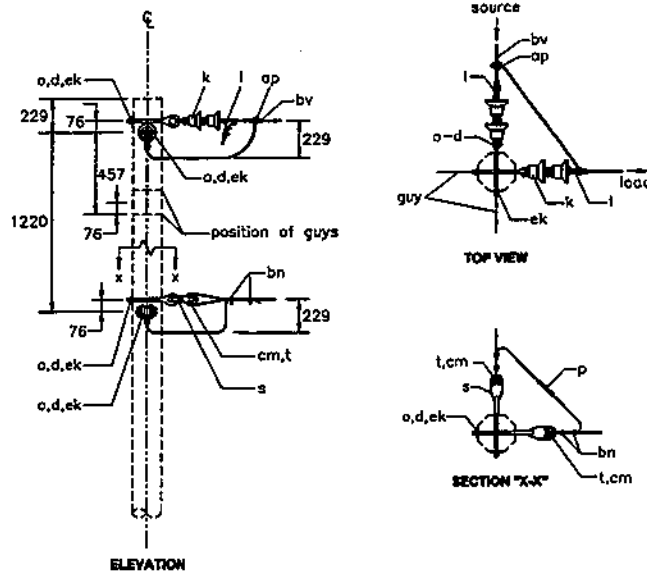 ℄
source
bv
ap
l
o-d
guy
load
k
l
ek
TOP VIEW
o,d,ek
k
l
ap
bv
229
76
229
457
o,d,ek
1220
76
position of guys
x
x
bn
76
229
o,d,ek
cm,t
s
o,d,ek
t,cm
p
s
o,d,ek
bn
t,cm
SECTION "X-X"
ELEVATION